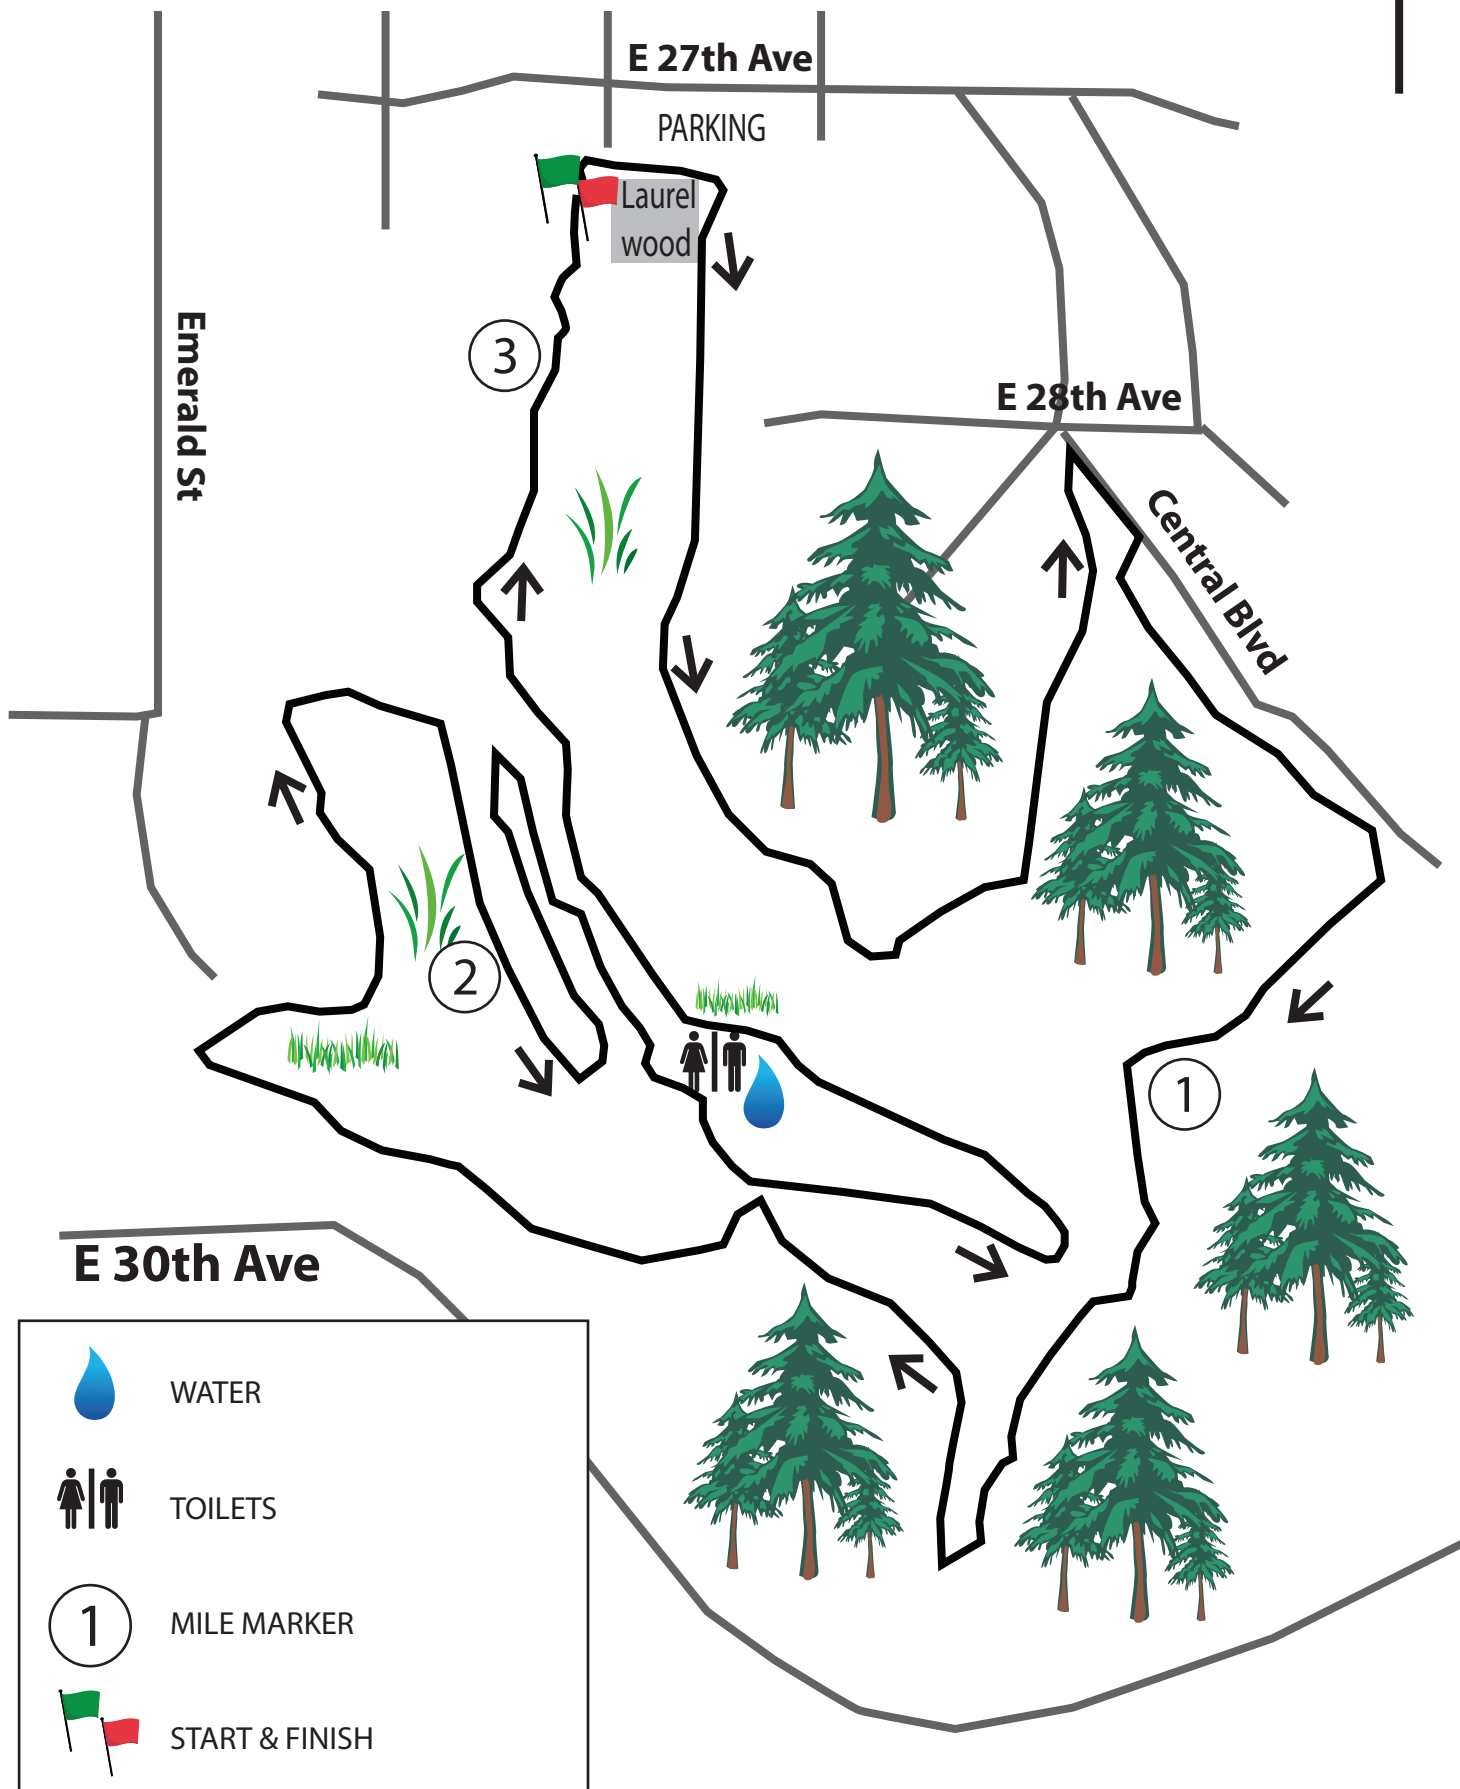 E 27th Ave
PARKING
Laurel
wood
Emerald St
3
E 28th Ave
Central Blvd
2
1
E 30th Ave
WATER
TOILETS
1
MILE MARKER
START & FINISH